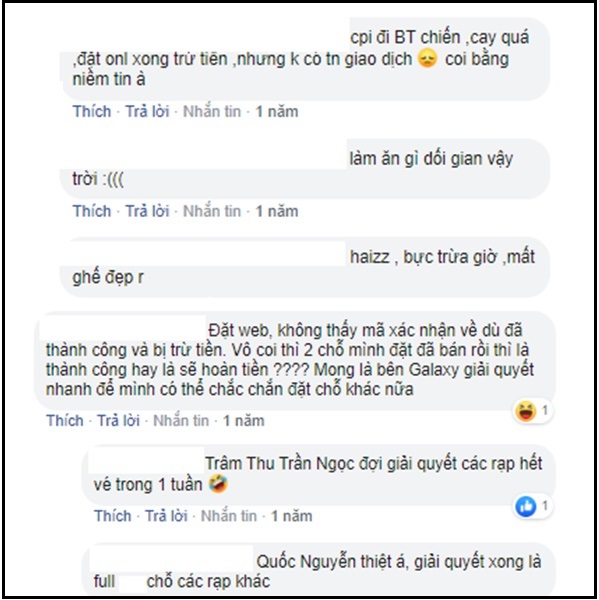 cpi đi BT chiến ,cay quá
,đặt onl xong trừ tiền ,nhưng k có tn giao dịch 😞 coi bằng
niềm tin à
Thích · Trả lời · Nhắn tin · 1 năm
làm ăn gì dối gian vậy
trời :(((
Thích · Trả lời · Nhắn tin · 1 năm
haizz , bực trừa giờ ,mất
ghế đẹp r
Đặt web, không thấy mã xác nhận về dù đã
thành công và bị trừ tiền. Vô coi thì 2 chỗ mình đặt đã bán rồi thì là
thành công hay là sẽ hoàn tiền ???? Mong là bên Galaxy giải quyết
nhanh để mình có thể chắc chắn đặt chỗ khác nữa
😆 1
Thích · Trả lời · Nhắn tin · 1 năm
Trâm Thu Trần Ngọc đợi giải quyết các rạp hết
vé trong 1 tuần 🤣
👍 1
Thích · Trả lời · Nhắn tin · 1 năm
Quốc Nguyễn thiệt á, giải quyết xong là
full chỗ các rạp khác